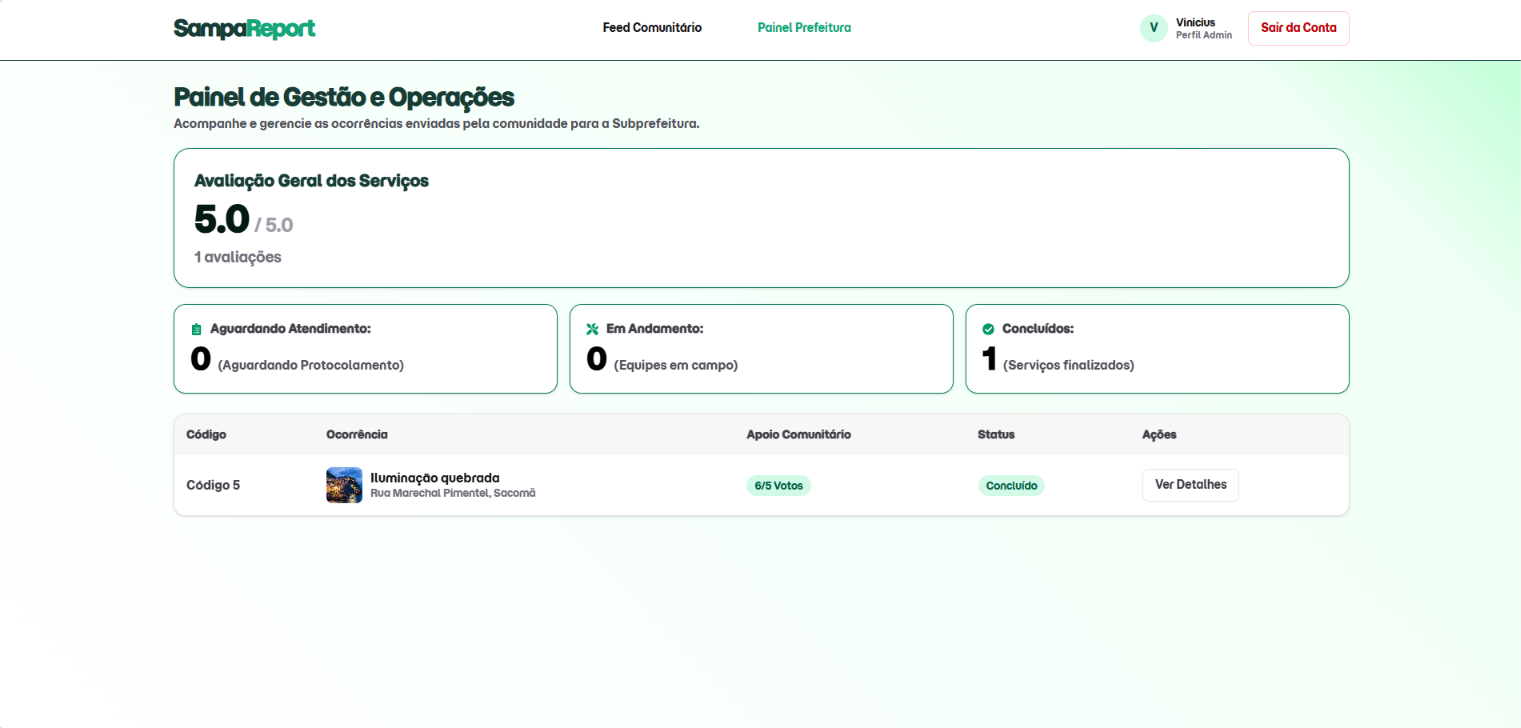 SampaReport
Feed Comunitário
Painel Prefeitura
V
Vinicius
Perfil Admin
Sair da Conta
Painel de Gestão e Operações
Acompanhe e gerencie as ocorrências enviadas pela comunidade para a Subprefeitura.
Avaliação Geral dos Serviços
5.0 / 5.0
1 avaliações
Aguardando Atendimento:
0 (Aguardando Protocolamento)
Em Andamento:
0 (Equipes em campo)
Concluídos:
1 (Serviços finalizados)
Código
Ocorrência
Apoio Comunitário
Status
Ações
Código 5
Iluminação quebrada
Rua Marechal Pimentel, Sacomã
6/5 Votos
Concluído
Ver Detalhes